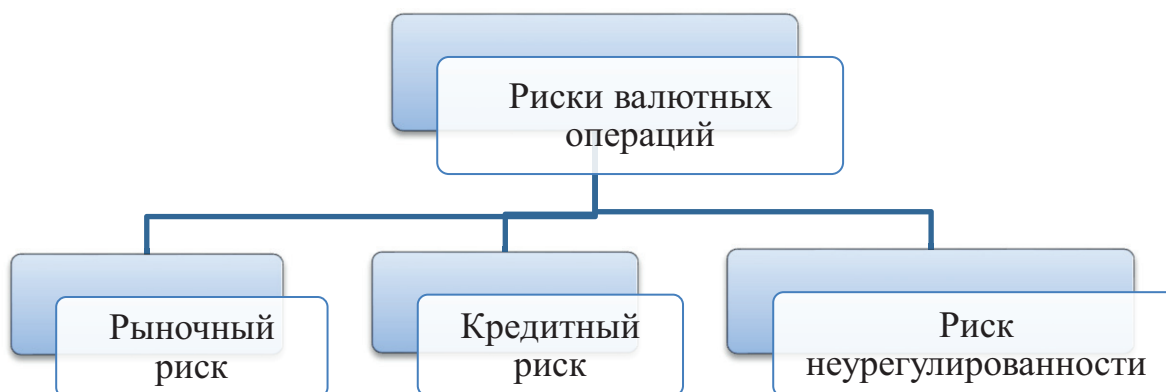 Риски валютных
операций
Рыночный
риск
Кредитный
риск
Риск
неурегулированности